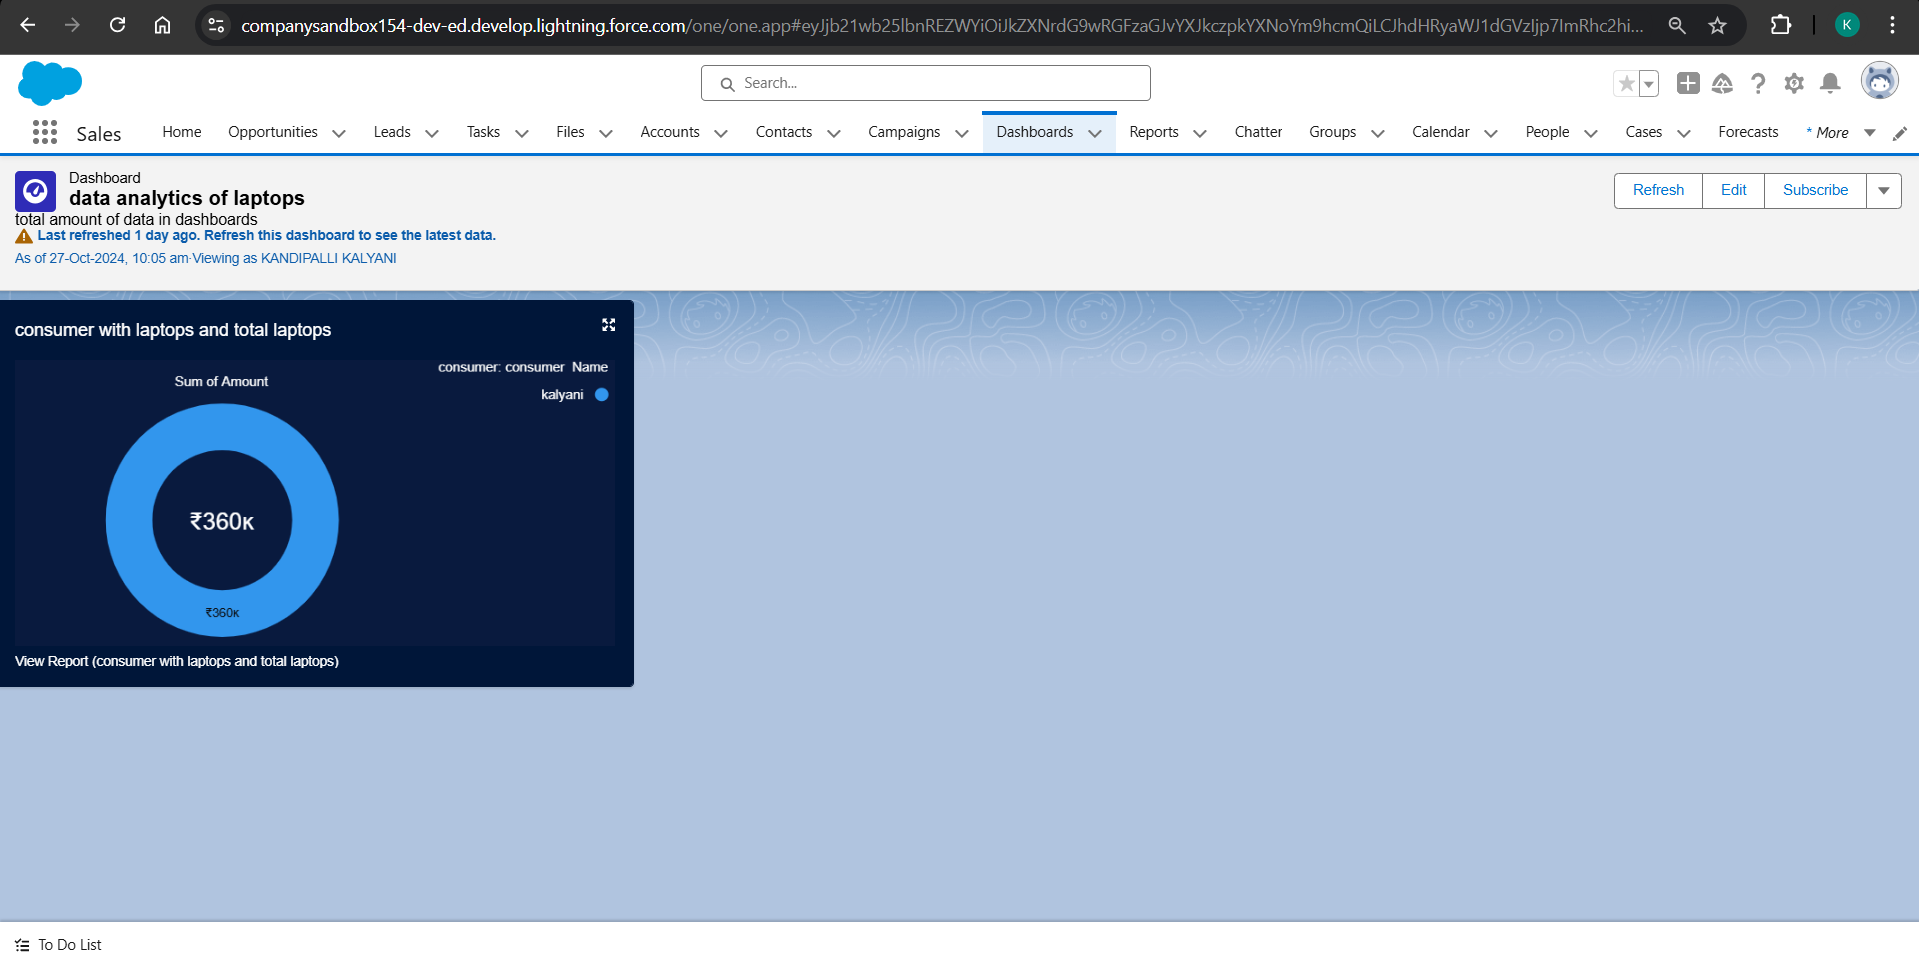 companysandbox154-dev-ed.develop.lightning.force.com/one/one.app#eyJjb21wb25lbnREZWYiOiJkZXNrdG9wRGFzaGJvYXJkczpkYXNoYm9hcmQiLCJhdHRyaWJ1dGVzIjp7ImRhc2hi...
K
Search...
Sales Home Opportunities Leads Tasks Files Accounts Contacts Campaigns Dashboards Reports Chatter Groups Calendar People Cases Forecasts * More
Dashboard
data analytics of laptops
total amount of data in dashboards
Last refreshed 1 day ago. Refresh this dashboard to see the latest data.
As of 27-Oct-2024, 10:05 am·Viewing as KANDIPALLI KALYANI
Refresh Edit Subscribe
consumer with laptops and total laptops
consumer: consumer Name
Sum of Amount
kalyani
₹360K
₹360K
View Report (consumer with laptops and total laptops)
To Do List